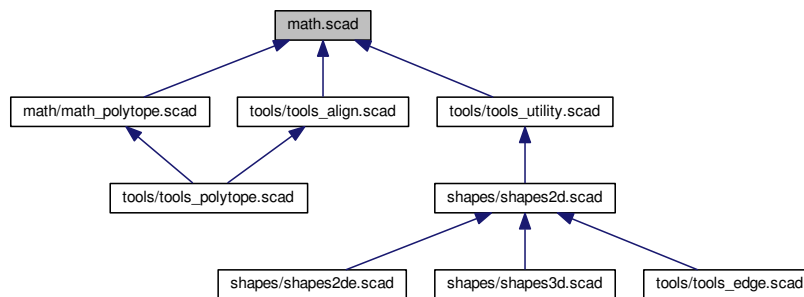 math.scad
math/math_polytope.scad
tools/tools_align.scad
tools/tools_utility.scad
tools/tools_polytope.scad
shapes/shapes2d.scad
shapes/shapes2de.scad
shapes/shapes3d.scad
tools/tools_edge.scad